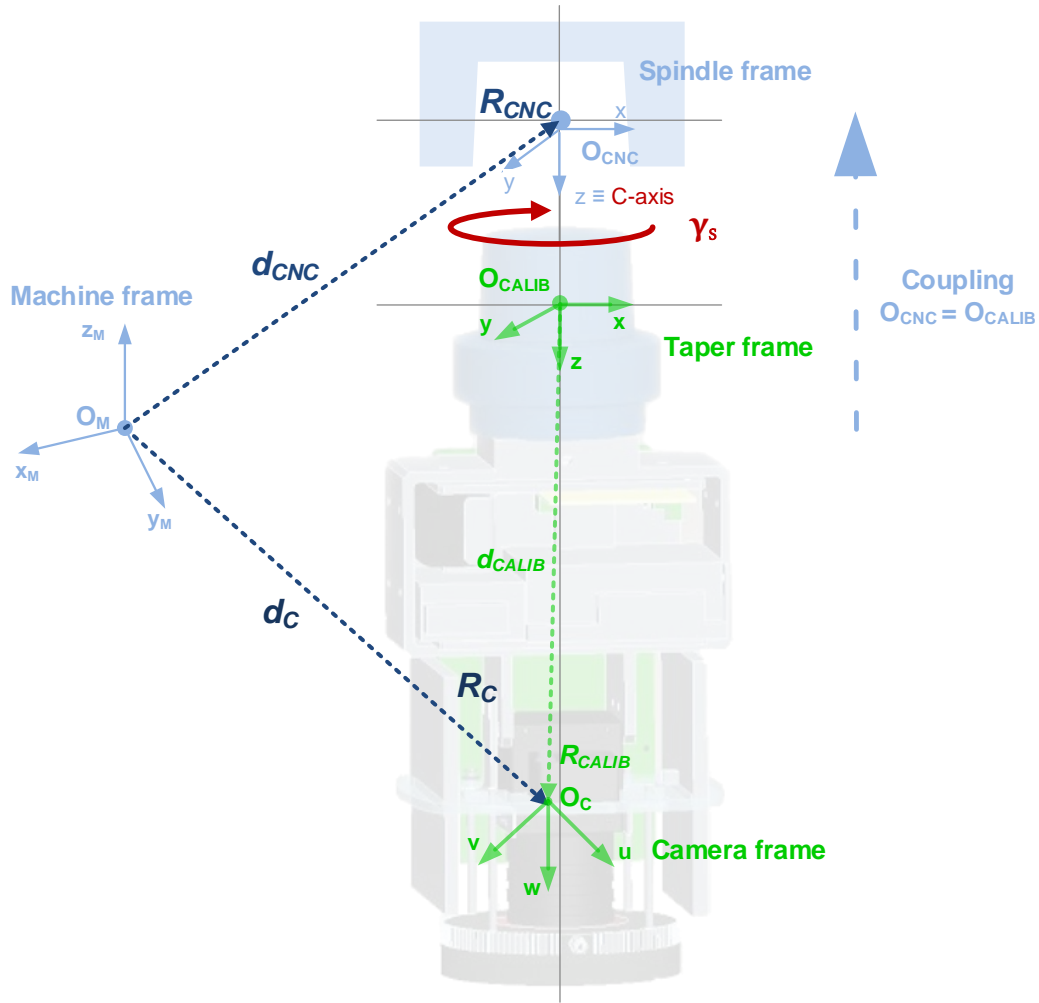 Spindle frame
R_CNC
x
O_CNC
y
z ≡ C-axis
γ_s
d_CNC
O_CALIB
Machine frame
Coupling
O_CNC = O_CALIB
z_M
y
x
Taper frame
z
O_M
x_M
y_M
d_CALIB
d_C
R_C
R_CALIB
O_C
v
u
Camera frame
w